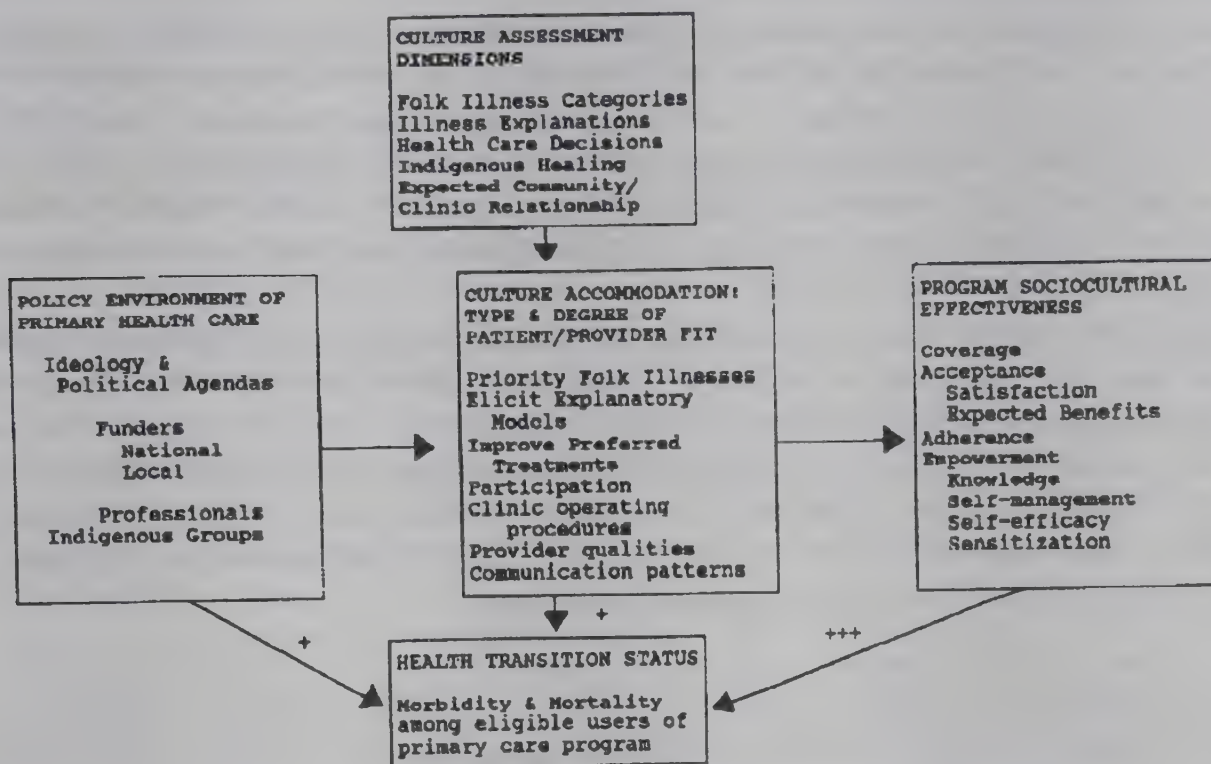 CULTURE ASSESSMENT
DIMENSIONS
Folk Illness Categories
Illness Explanations
Health Care Decisions
Indigenous Healing
Expected Community/
Clinic Relationship
POLICY ENVIRONMENT OF
PRIMARY HEALTH CARE
Ideology &
Political Agendas
Funders
National
Local
Professionals
Indigenous Groups
CULTURE ACCOMMODATION:
TYPE & DEGREE OF
PATIENT/PROVIDER FIT
Priority Folk Illnesses
Elicit Explanatory
Models
Improve Preferred
Treatments
Participation
Clinic operating
procedures
Provider qualities
Communication patterns
PROGRAM SOCIOCULTURAL
EFFECTIVENESS
Coverage
Acceptance
Satisfaction
Expected Benefits
Adherence
Empowerment
Knowledge
Self-management
Self-efficacy
Sensitization
+
+
+++
HEALTH TRANSITION STATUS
Morbidity & Mortality
among eligible users of
primary care program